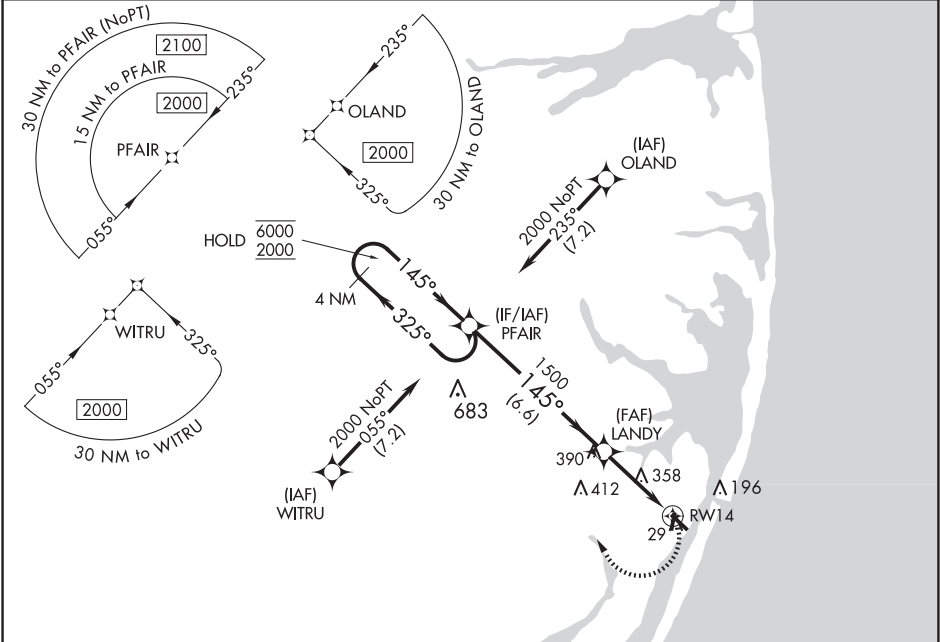 30 NM to PFAIR (NoPT)
2100
15 NM to PFAIR
2000
235°
PFAIR
055°
235°
OLAND
2000
325°
30 NM to OLAND
(IAF)
OLAND
2000 NoPT
235°
(7.2)
HOLD
6000
2000
145°
4 NM
325°
(IF/IAF)
PFAIR
WITRU
055°
325°
2000
30 NM to WITRU
683
1500
145°
(6.6)
2000 NoPT
055°
(7.2)
(IAF)
WITRU
(FAF)
LANDY
390
412
358
196
RW14
29